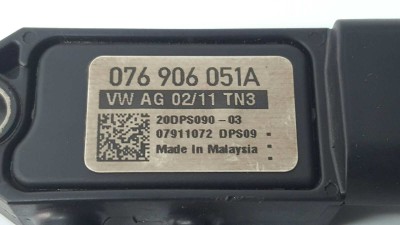 076 906 051A
VW AG 02/11 TN3
20DPS090-03
07911072 DPS09
Made In Malaysia